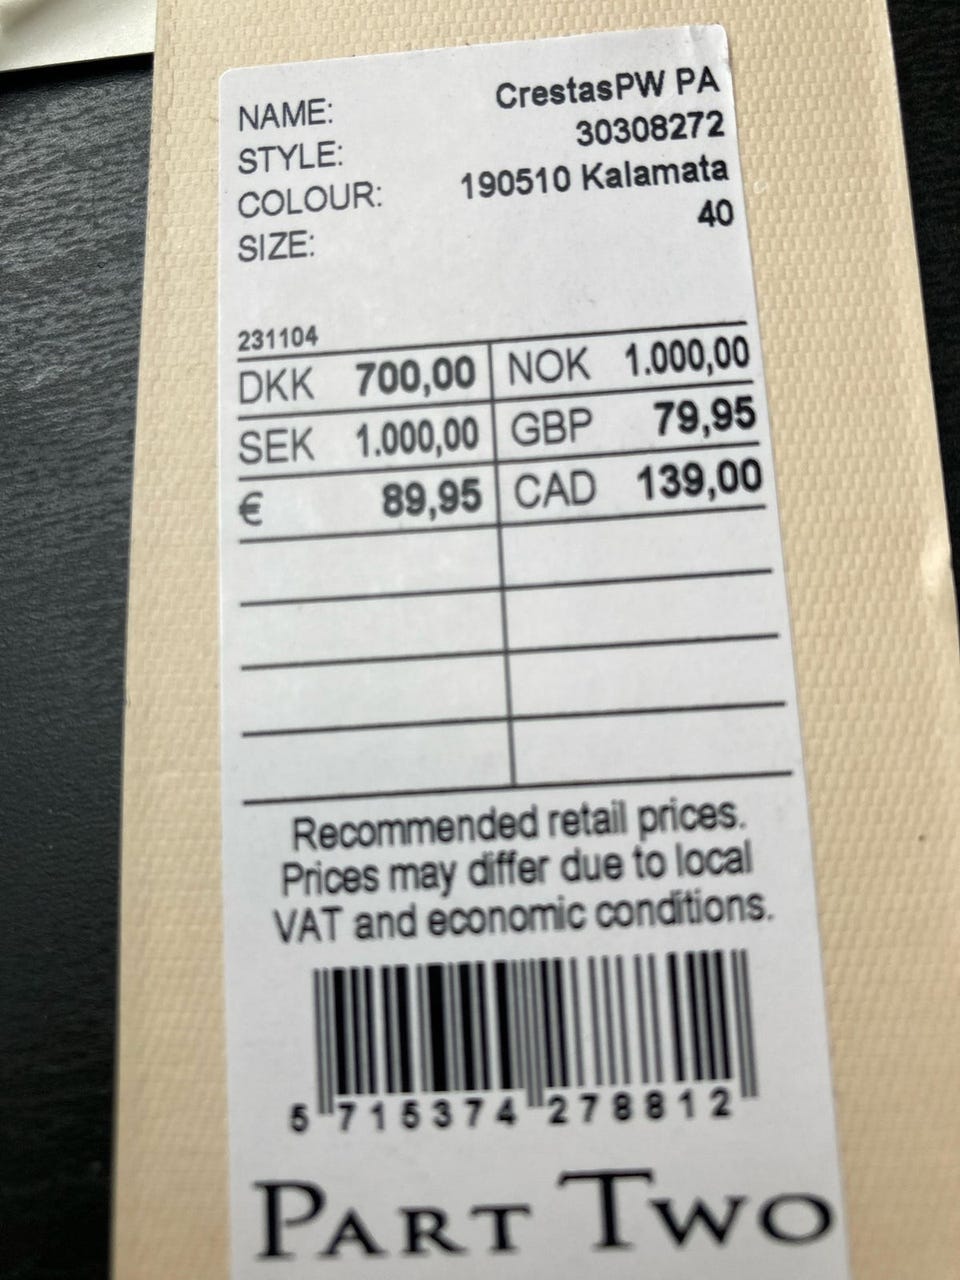 NAME: CrestasPW PA
STYLE: 30308272
COLOUR: 190510 Kalamata
SIZE: 40
231104
DKK 700,00 NOK 1.000,00
SEK 1.000,00 GBP 79,95
€ 89,95 CAD 139,00
Recommended retail prices.
Prices may differ due to local
VAT and economic conditions.
5 715374 278812
PART TWO